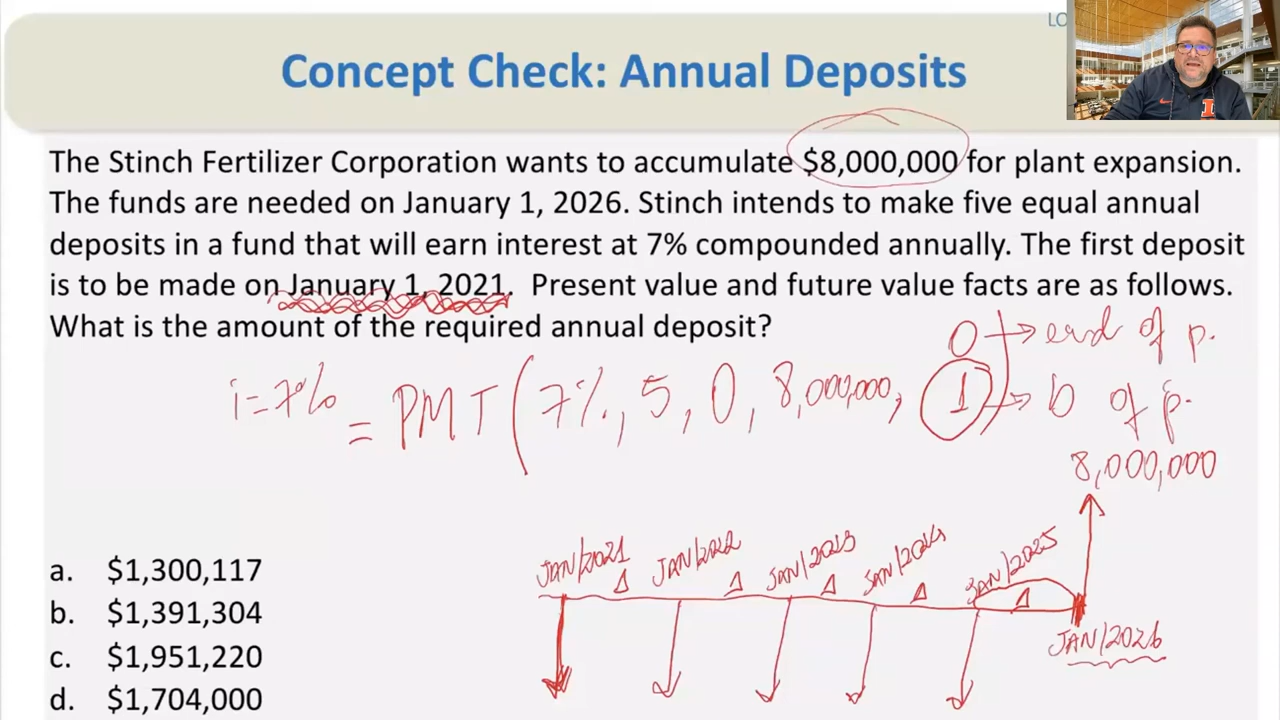 LO
Concept Check: Annual Deposits
The Stinch Fertilizer Corporation wants to accumulate $8,000,000 for plant expansion.
The funds are needed on January 1, 2026. Stinch intends to make five equal annual
deposits in a fund that will earn interest at 7% compounded annually. The first deposit
is to be made on January 1, 2021. Present value and future value facts are as follows.
What is the amount of the required annual deposit?
0 → end of p.
i=7%
= PMT (7%, 5, 0, 8,000,000, 1 → b of p.
8,000,000
JAN/2021 JAN/2022 JAN/2023 JAN/2024 JAN/2025
JAN/2026
a. $1,300,117
b. $1,391,304
c. $1,951,220
d. $1,704,000